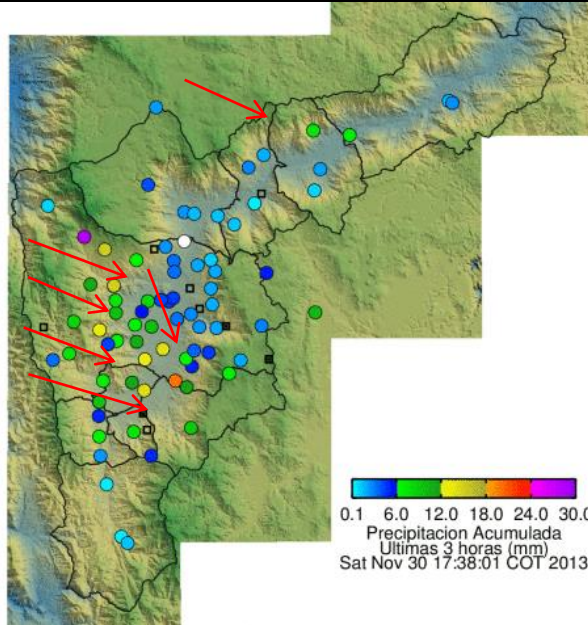 0.1 6.0 12.0 18.0 24.0 30.0
Precipitacion Acumulada
Ultimas 3 horas (mm)
Sat Nov 30 17:38:01 COT 2013